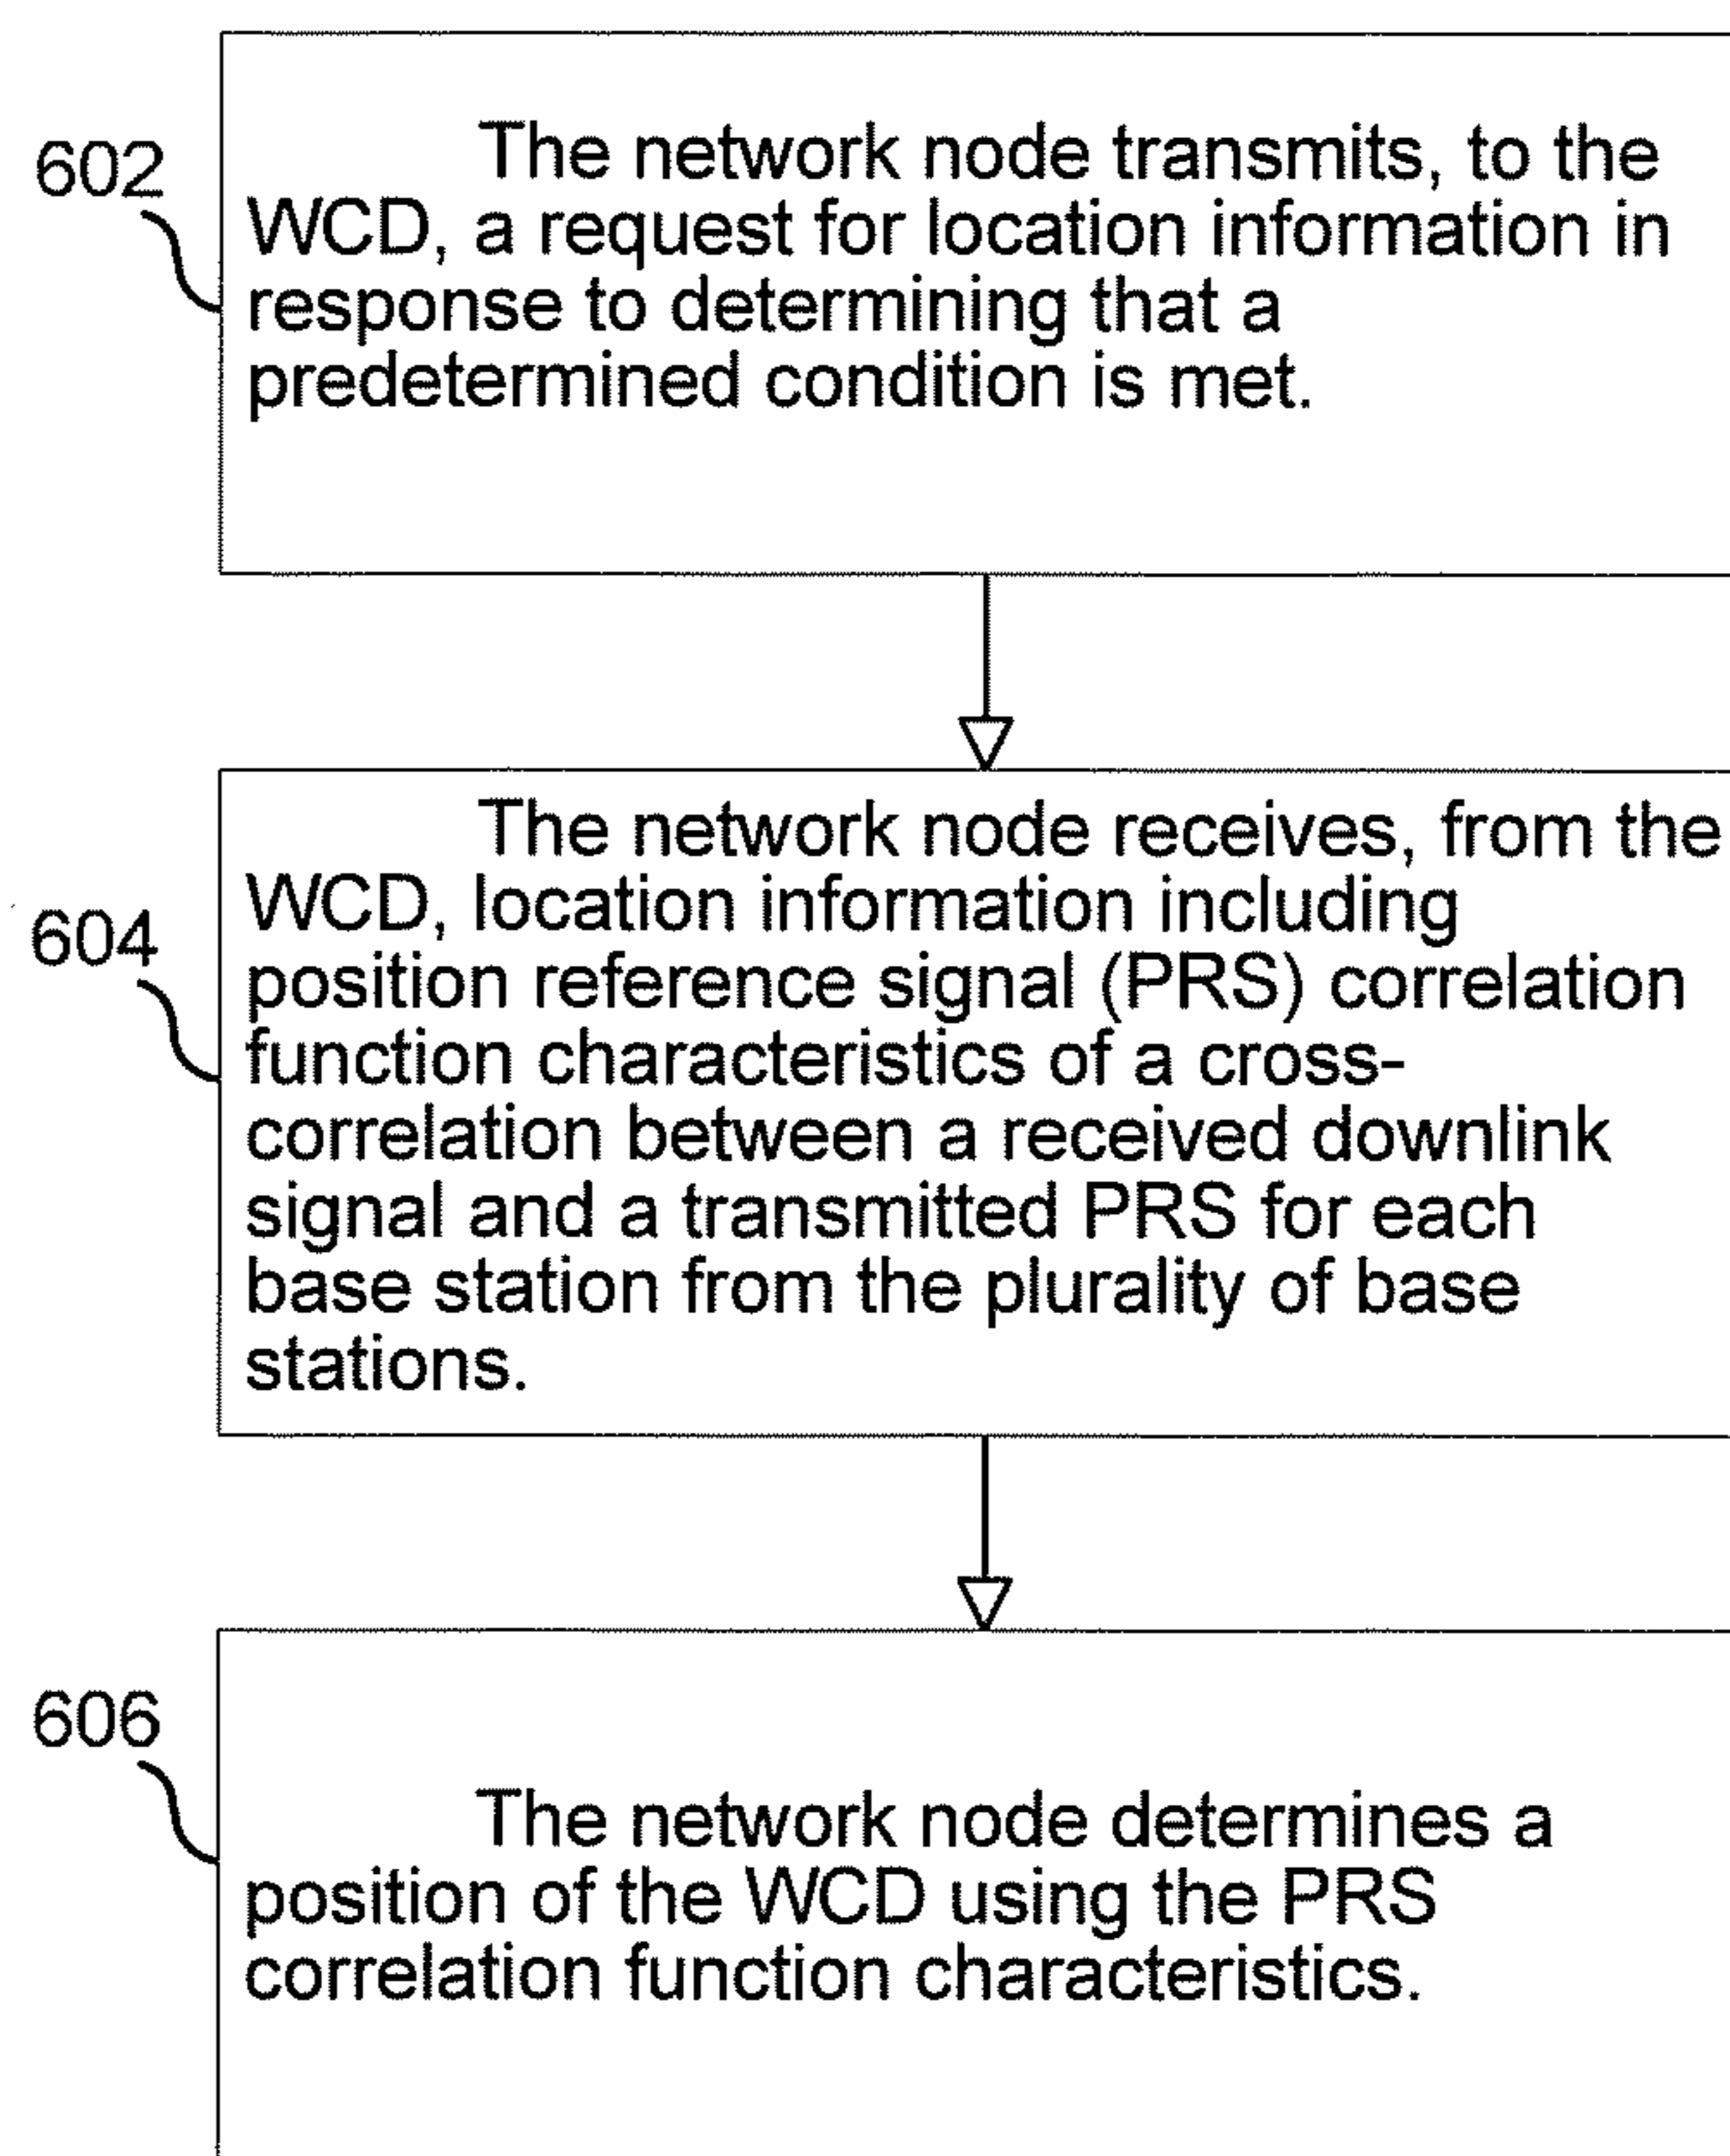 602
The network node transmits, to the
WCD, a request for location information in
response to determining that a
predetermined condition is met.
604
The network node receives, from the
WCD, location information including
position reference signal (PRS) correlation
function characteristics of a cross-
correlation between a received downlink
signal and a transmitted PRS for each
base station from the plurality of base
stations.
606
The network node determines a
position of the WCD using the PRS
correlation function characteristics.